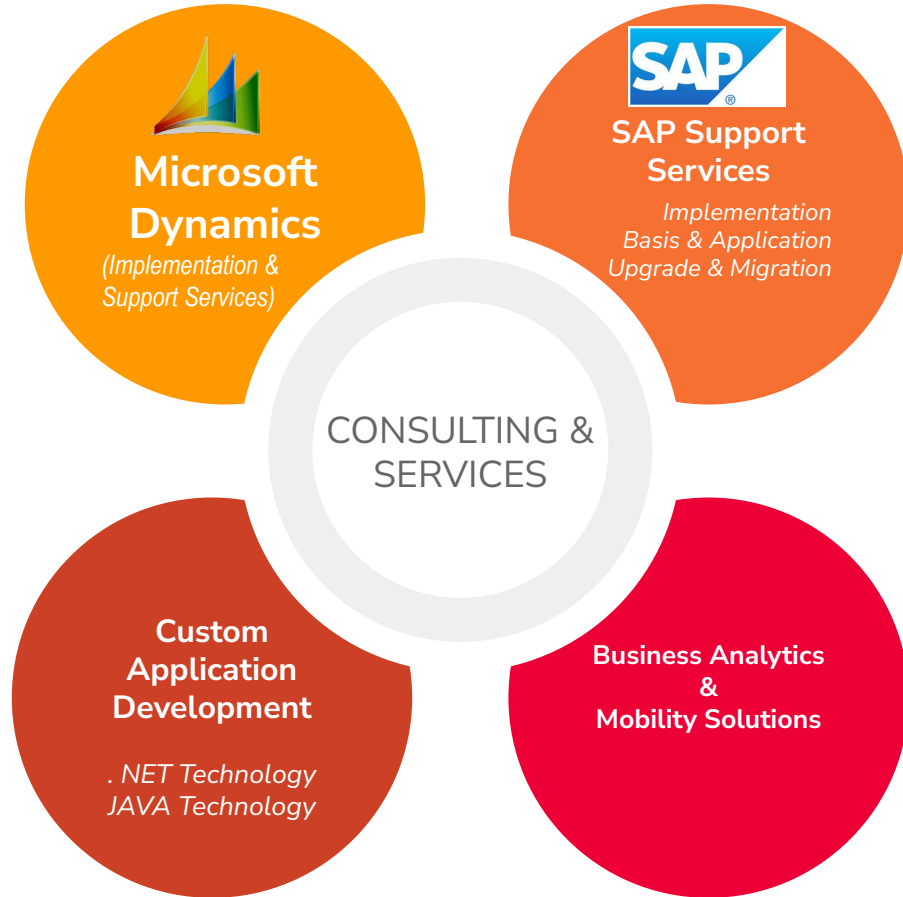 Microsoft
Dynamics
(Implementation &
Support Services)
SAP
®
SAP Support
Services
Implementation
Basis & Application
Upgrade & Migration
CONSULTING &
SERVICES
Custom
Application
Development
. NET Technology
JAVA Technology
Business Analytics
&
Mobility Solutions